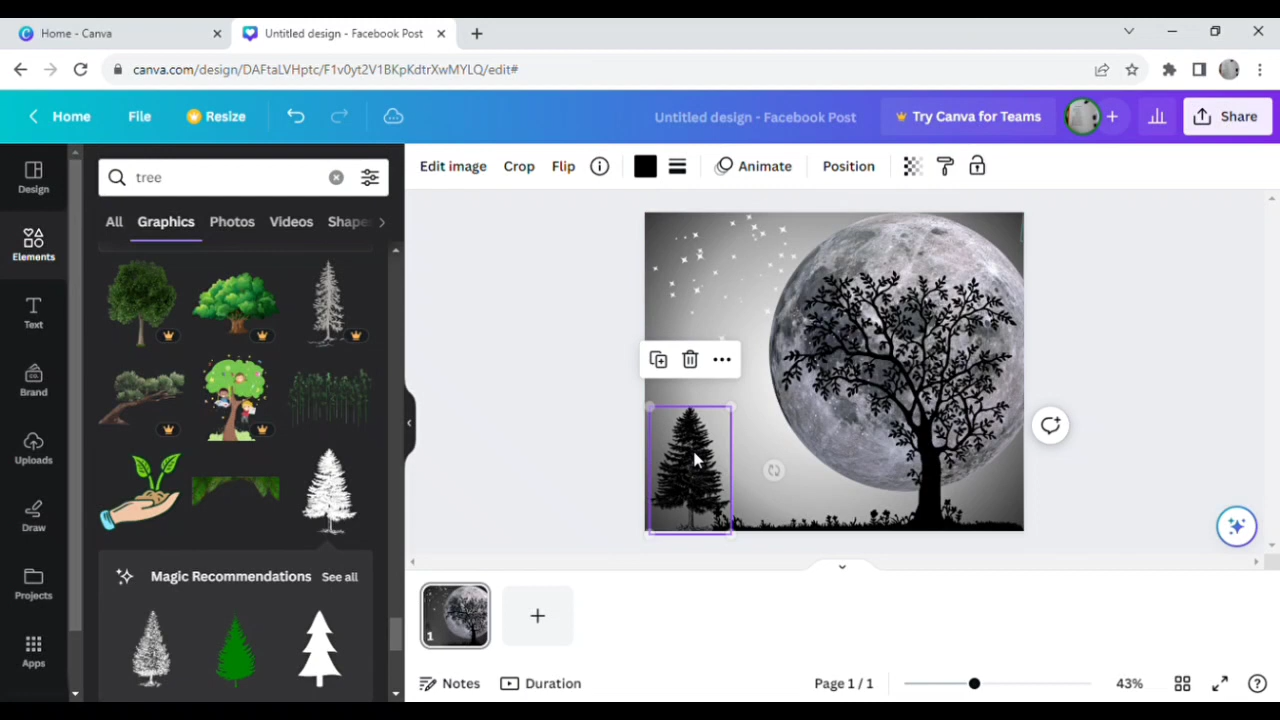 Home - Canva
Untitled design - Facebook Post
canva.com/design/DAFtaLVHptc/F1v0yt2V1BKpKdtrXwMYLQ/edit#
Home
File
Resize
Untitled design - Facebook Post
Try Canva for Teams
Share
Design
Elements
Text
Brand
Uploads
Draw
Projects
Apps
tree
All Graphics Photos Videos Shape
Magic Recommendations See all
Edit image Crop Flip Animate Position
1
Notes Duration Page 1 / 1 43%